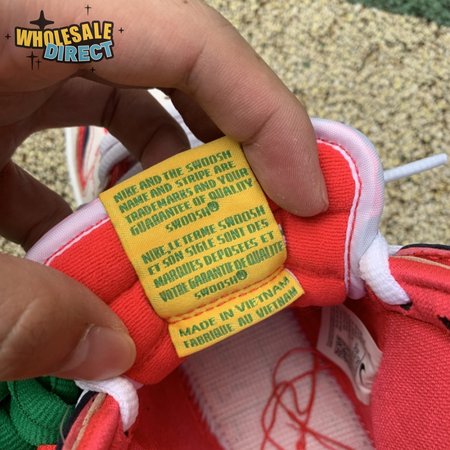 WHOLESALE
DIRECT
NIKE AND THE SWOOSH
NAME AND STRIPE ARE
TRADEMARKS AND YOUR
GUARANTEE OF QUALITY
SWOOSH®
NIKE.LE TERME SWOOSH
ET SON SIGLE SONT DES
MARQUES DEPOSEES ET
VOTRE GARANTIE DE QUALITE
SWOOSH®
MADE IN VIETNAM
FABRIQUE AU VIETNAM